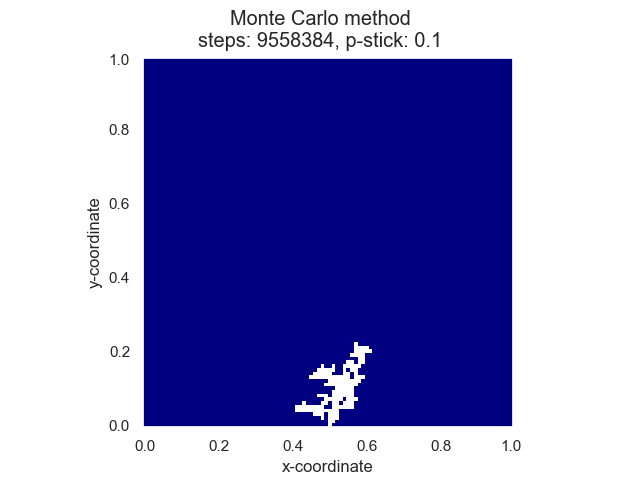 Monte Carlo method
steps: 9558384, p-stick: 0.1
1.0
0.8
0.6
0.4
0.2
0.0
y-coordinate
0.0 0.2 0.4 0.6 0.8 1.0
x-coordinate